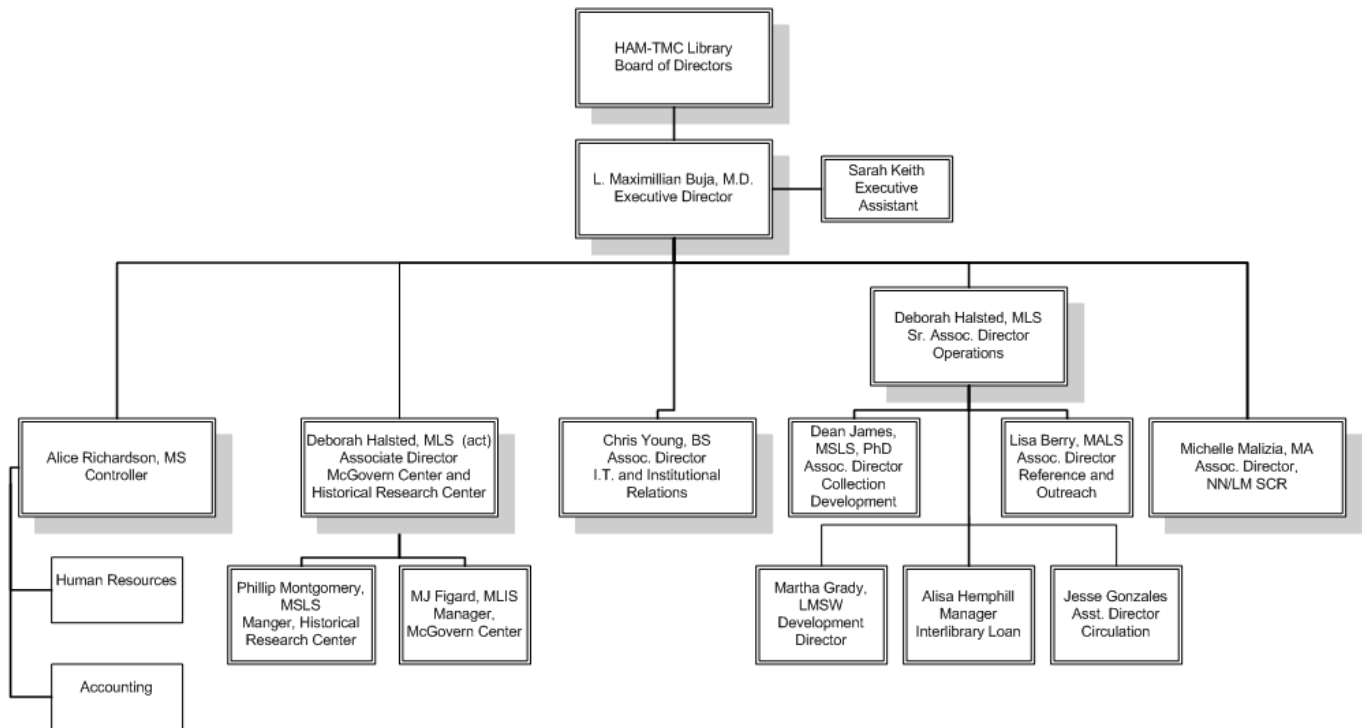 HAM-TMC Library
Board of Directors
L. Maximillian Buja, M.D.
Executive Director
Sarah Keith
Executive
Assistant
Deborah Halsted, MLS
Sr. Assoc. Director
Operations
Alice Richardson, MS
Controller
Deborah Halsted, MLS (act)
Associate Director
McGovern Center and
Historical Research Center
Chris Young, BS
Assoc. Director
I.T. and Institutional
Relations
Dean James,
MSLS, PhD
Assoc. Director
Collection
Development
Lisa Berry, MALS
Assoc. Director
Reference and
Outreach
Michelle Malizia, MA
Assoc. Director,
NN/LM SCR
Human Resources
Phillip Montgomery,
MSLS
Manger, Historical
Research Center
MJ Figard, MLIS
Manager,
McGovern Center
Martha Grady,
LMSW
Development
Director
Alisa Hemphill
Manager
Interlibrary Loan
Jesse Gonzales
Asst. Director
Circulation
Accounting